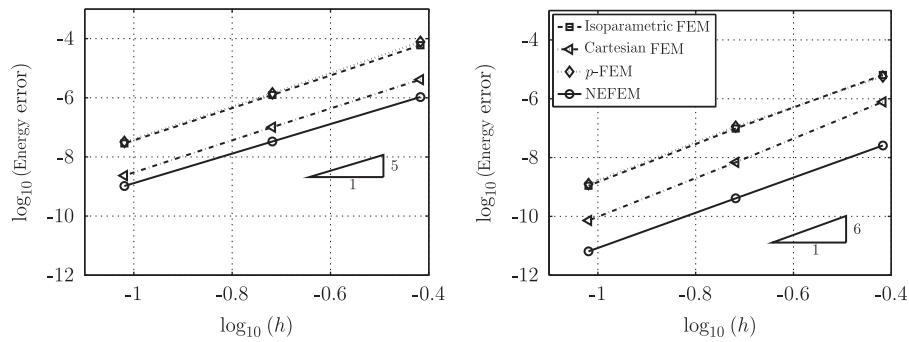 -4
-6
-8
-10
-12
log₁₀ (Energy error)
5
1
-1
-0.8
-0.6
-0.4
log₁₀ (h)
-4
-6
-8
-10
-12
log₁₀ (Energy error)
Isoparametric FEM
Cartesian FEM
p-FEM
NEFEM
6
1
-1
-0.8
-0.6
-0.4
log₁₀ (h)